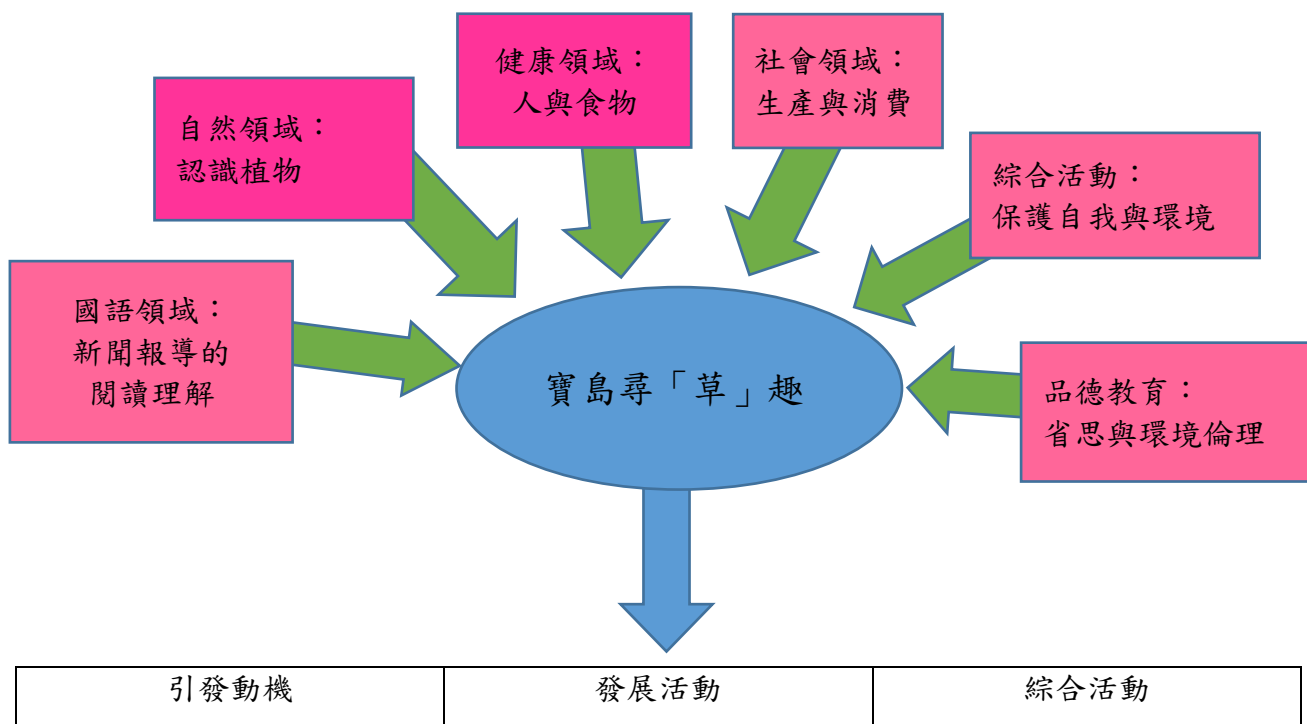 健康領域：
人與食物
社會領域：
生產與消費
自然領域：
認識植物
綜合活動：
保護自我與環境
國語領域：
新聞報導的
閱讀理解
寶島尋「草」趣
品德教育：
省思與環境倫理
引發動機
發展活動
綜合活動